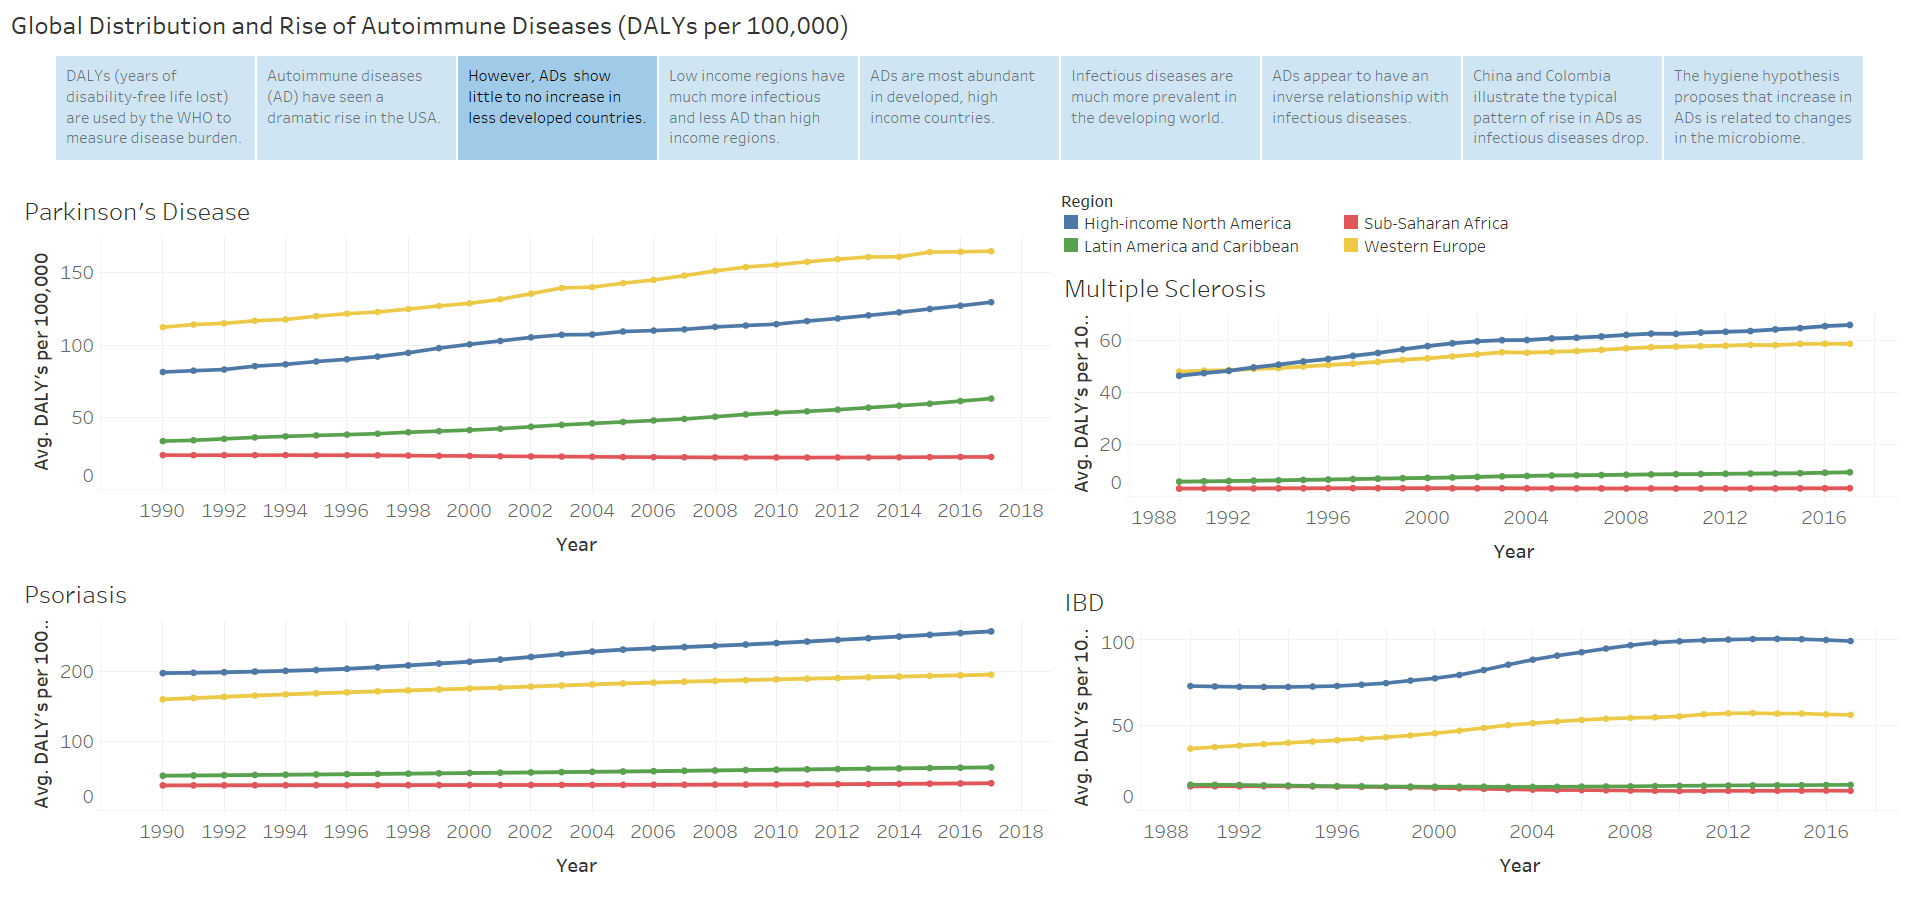 Global Distribution and Rise of Autoimmune Diseases (DALYs per 100,000)
DALYs (years of
disability-free life lost)
are used by the WHO to
measure disease burden.
Autoimmune diseases
(AD) have seen a
dramatic rise in the USA.
However, ADs show
little to no increase in
less developed countries.
Low income regions have
much more infectious
and less AD than high
income regions.
ADs are most abundant
in developed, high
income countries.
Infectious diseases are
much more prevalent in
the developing world.
ADs appear to have an
inverse relationship with
infectious diseases.
China and Colombia
illustrate the typical
pattern of rise in ADs as
infectious diseases drop.
The hygiene hypothesis
proposes that increase in
ADs is related to changes
in the microbiome.
Parkinson's Disease
Avg. DALY's per 100,000
150
100
50
0
1990 1992 1994 1996 1998 2000 2002 2004 2006 2008 2010 2012 2014 2016 2018
Year
Region
High-income North America
Sub-Saharan Africa
Latin America and Caribbean
Western Europe
Multiple Sclerosis
Avg. DALY's per 10..
60
40
20
0
1988 1992 1996 2000 2004 2008 2012 2016
Year
Psoriasis
Avg. DALY's per 100..
200
100
0
1990 1992 1994 1996 1998 2000 2002 2004 2006 2008 2010 2012 2014 2016 2018
Year
IBD
Avg. DALY's per 10..
100
50
0
1988 1992 1996 2000 2004 2008 2012 2016
Year